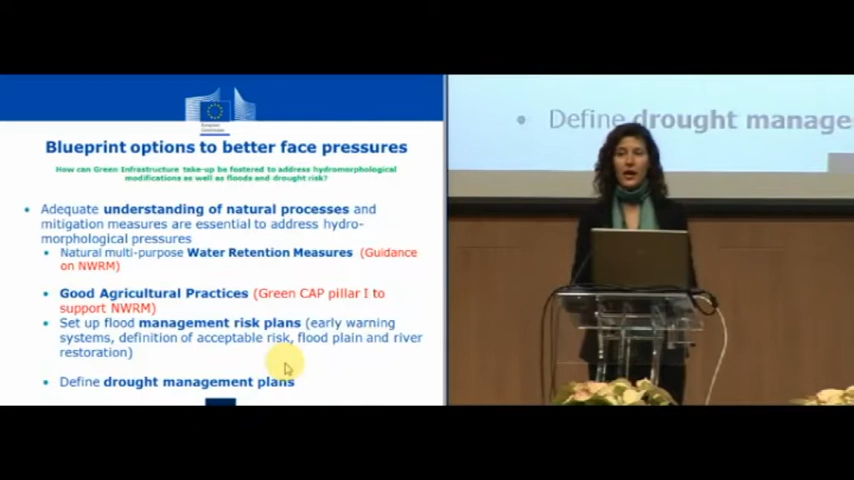 European
Commission
Blueprint options to better face pressures
How can Green Infrastructure take-up be fostered to address hydromorphological
modifications as well as floods and drought risk?
• Adequate understanding of natural processes and
mitigation measures are essential to address hydro-
morphological pressures
• Natural multi-purpose Water Retention Measures (Guidance
on NWRM)
• Good Agricultural Practices (Green CAP pillar I to
support NWRM)
• Set up flood management risk plans (early warning
systems, definition of acceptable risk, flood plain and river
restoration)
• Define drought management plans
• Define drought manage